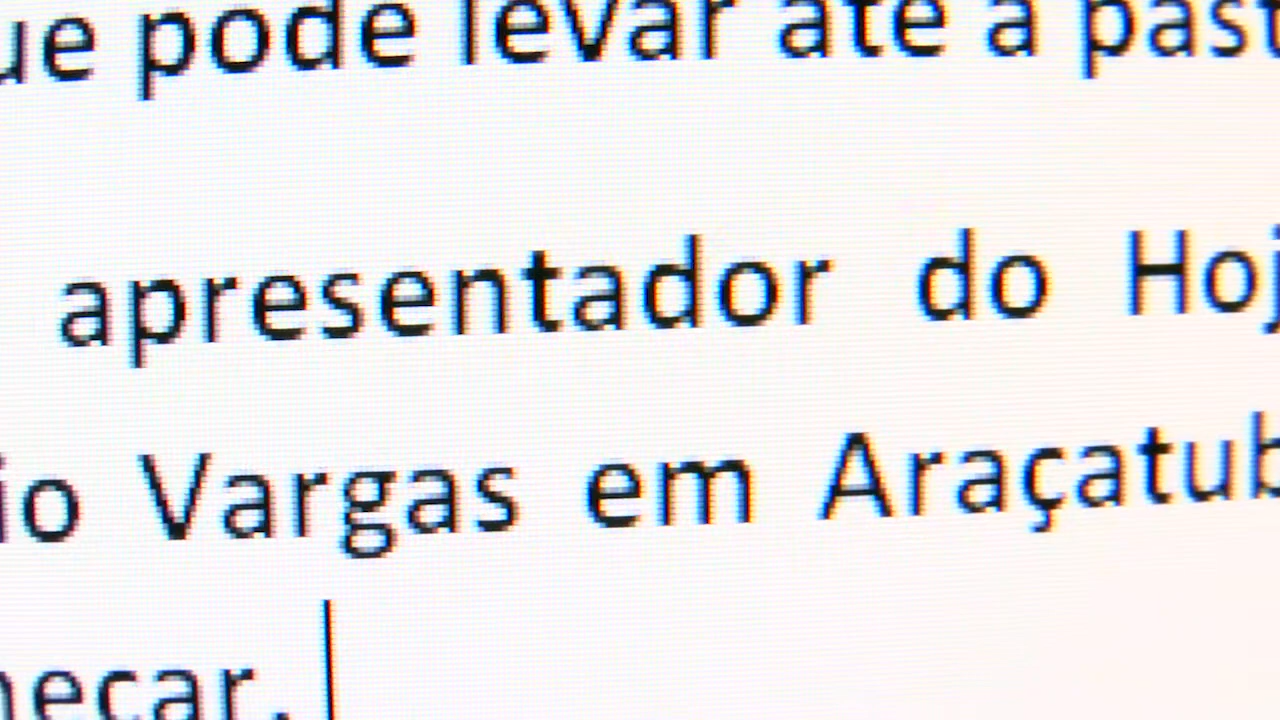 ue pode levar até a past
apresentador do Hoj
io Vargas em Araçatub
neçar.